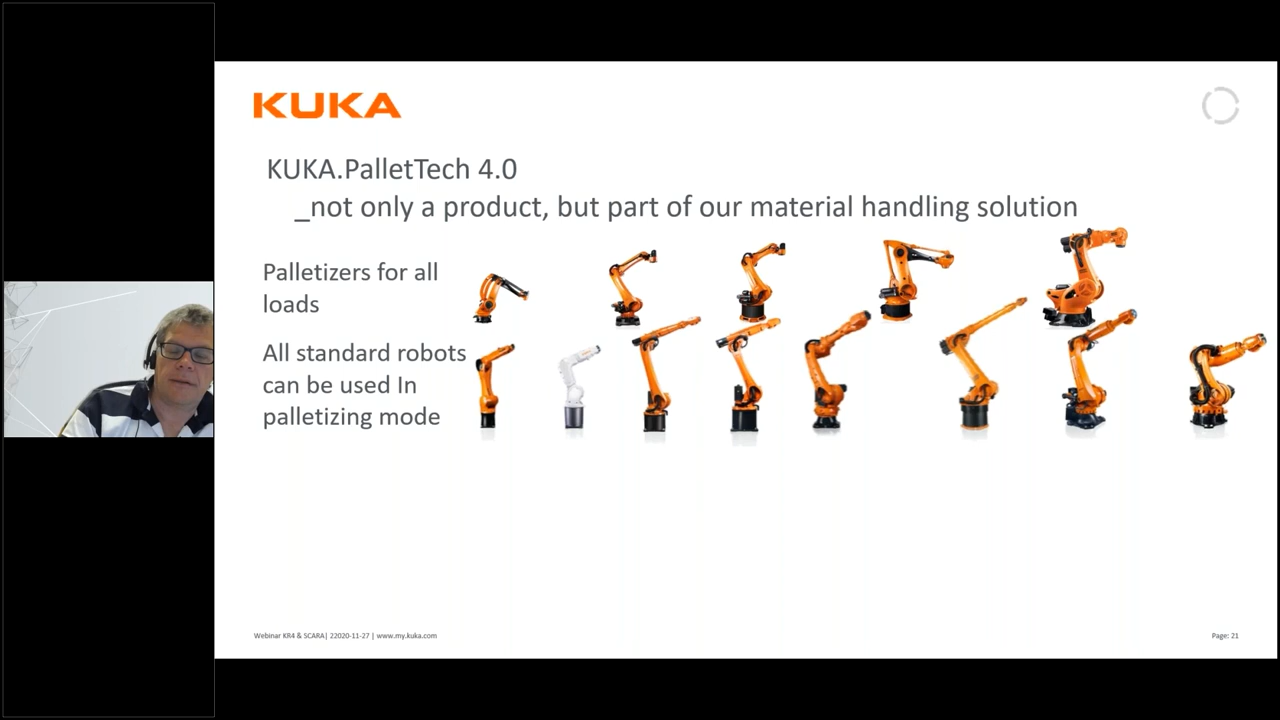 KUKA
KUKA.PalletTech 4.0
_not only a product, but part of our material handling solution
Palletizers for all
loads
All standard robots
can be used In
palletizing mode
Webinar KR4 & SCARA| 22020-11-27 | www.my.kuka.com
Page: 21